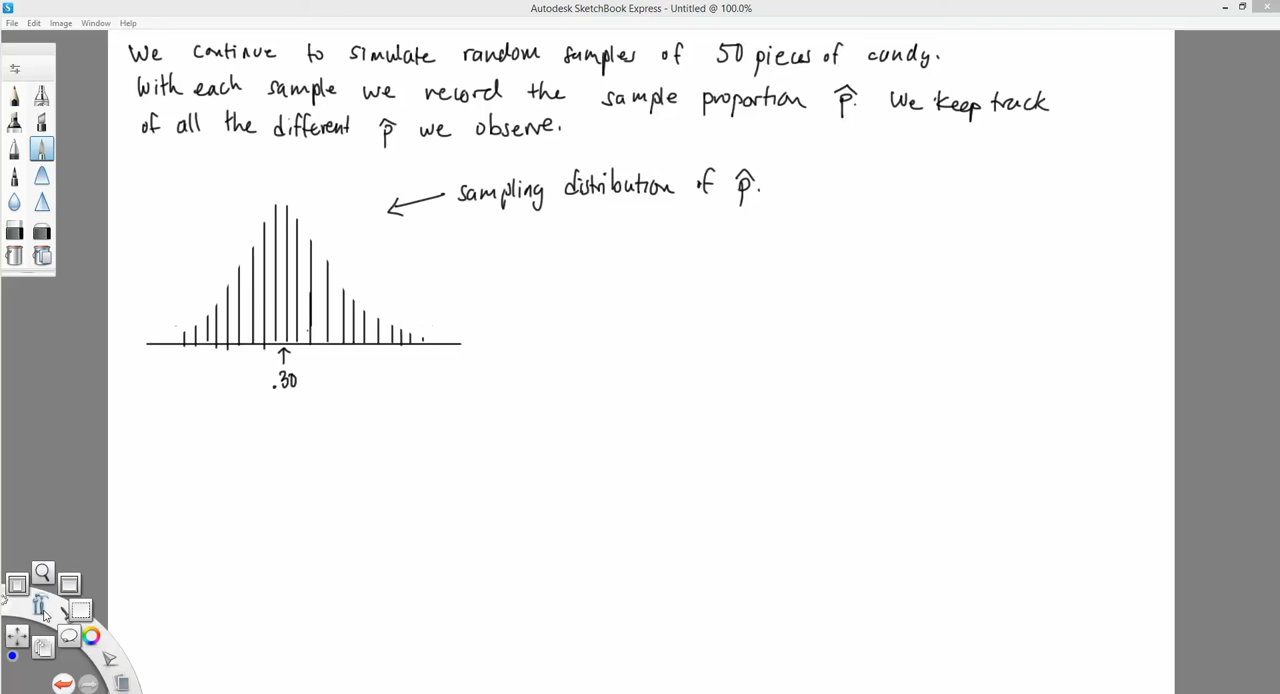 Autodesk SketchBook Express - Untitled @ 100.0%
File Edit Image Window Help
We continue to simulate random samples of 50 pieces of candy.
With each sample we record the sample proportion p̂. We keep track
of all the different p̂ we observe.
sampling distribution of p̂.
.30